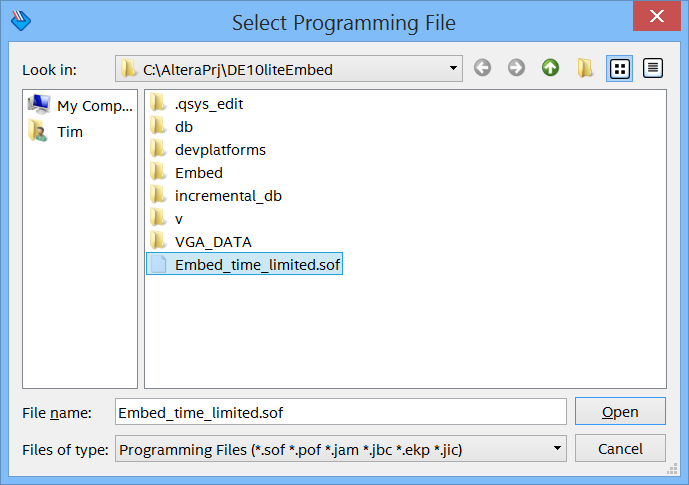 Select Programming File
Look in: C:\AlteraPrj\DE10liteEmbed
My Comp...
Tim
.qsys_edit
db
devplatforms
Embed
incremental_db
v
VGA_DATA
Embed_time_limited.sof
File name: Embed_time_limited.sof Open
Files of type: Programming Files (*.sof *.pof *.jam *.jbc *.ekp *.jic) Cancel